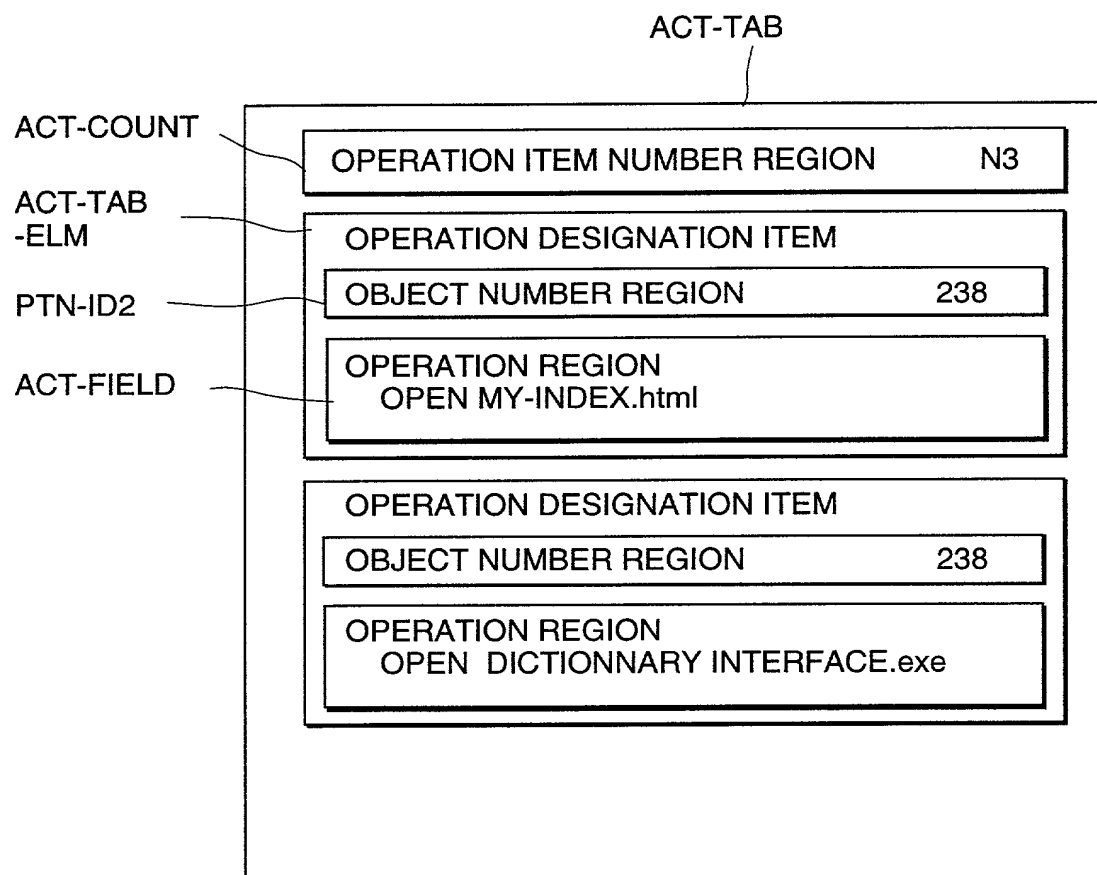 ACT-TAB
ACT-COUNT
OPERATION ITEM NUMBER REGION N3
ACT-TAB
-ELM
OPERATION DESIGNATION ITEM
PTN-ID2
OBJECT NUMBER REGION 238
ACT-FIELD
OPERATION REGION
OPEN MY-INDEX.html
OPERATION DESIGNATION ITEM
OBJECT NUMBER REGION 238
OPERATION REGION
OPEN DICTIONNARY INTERFACE.exe